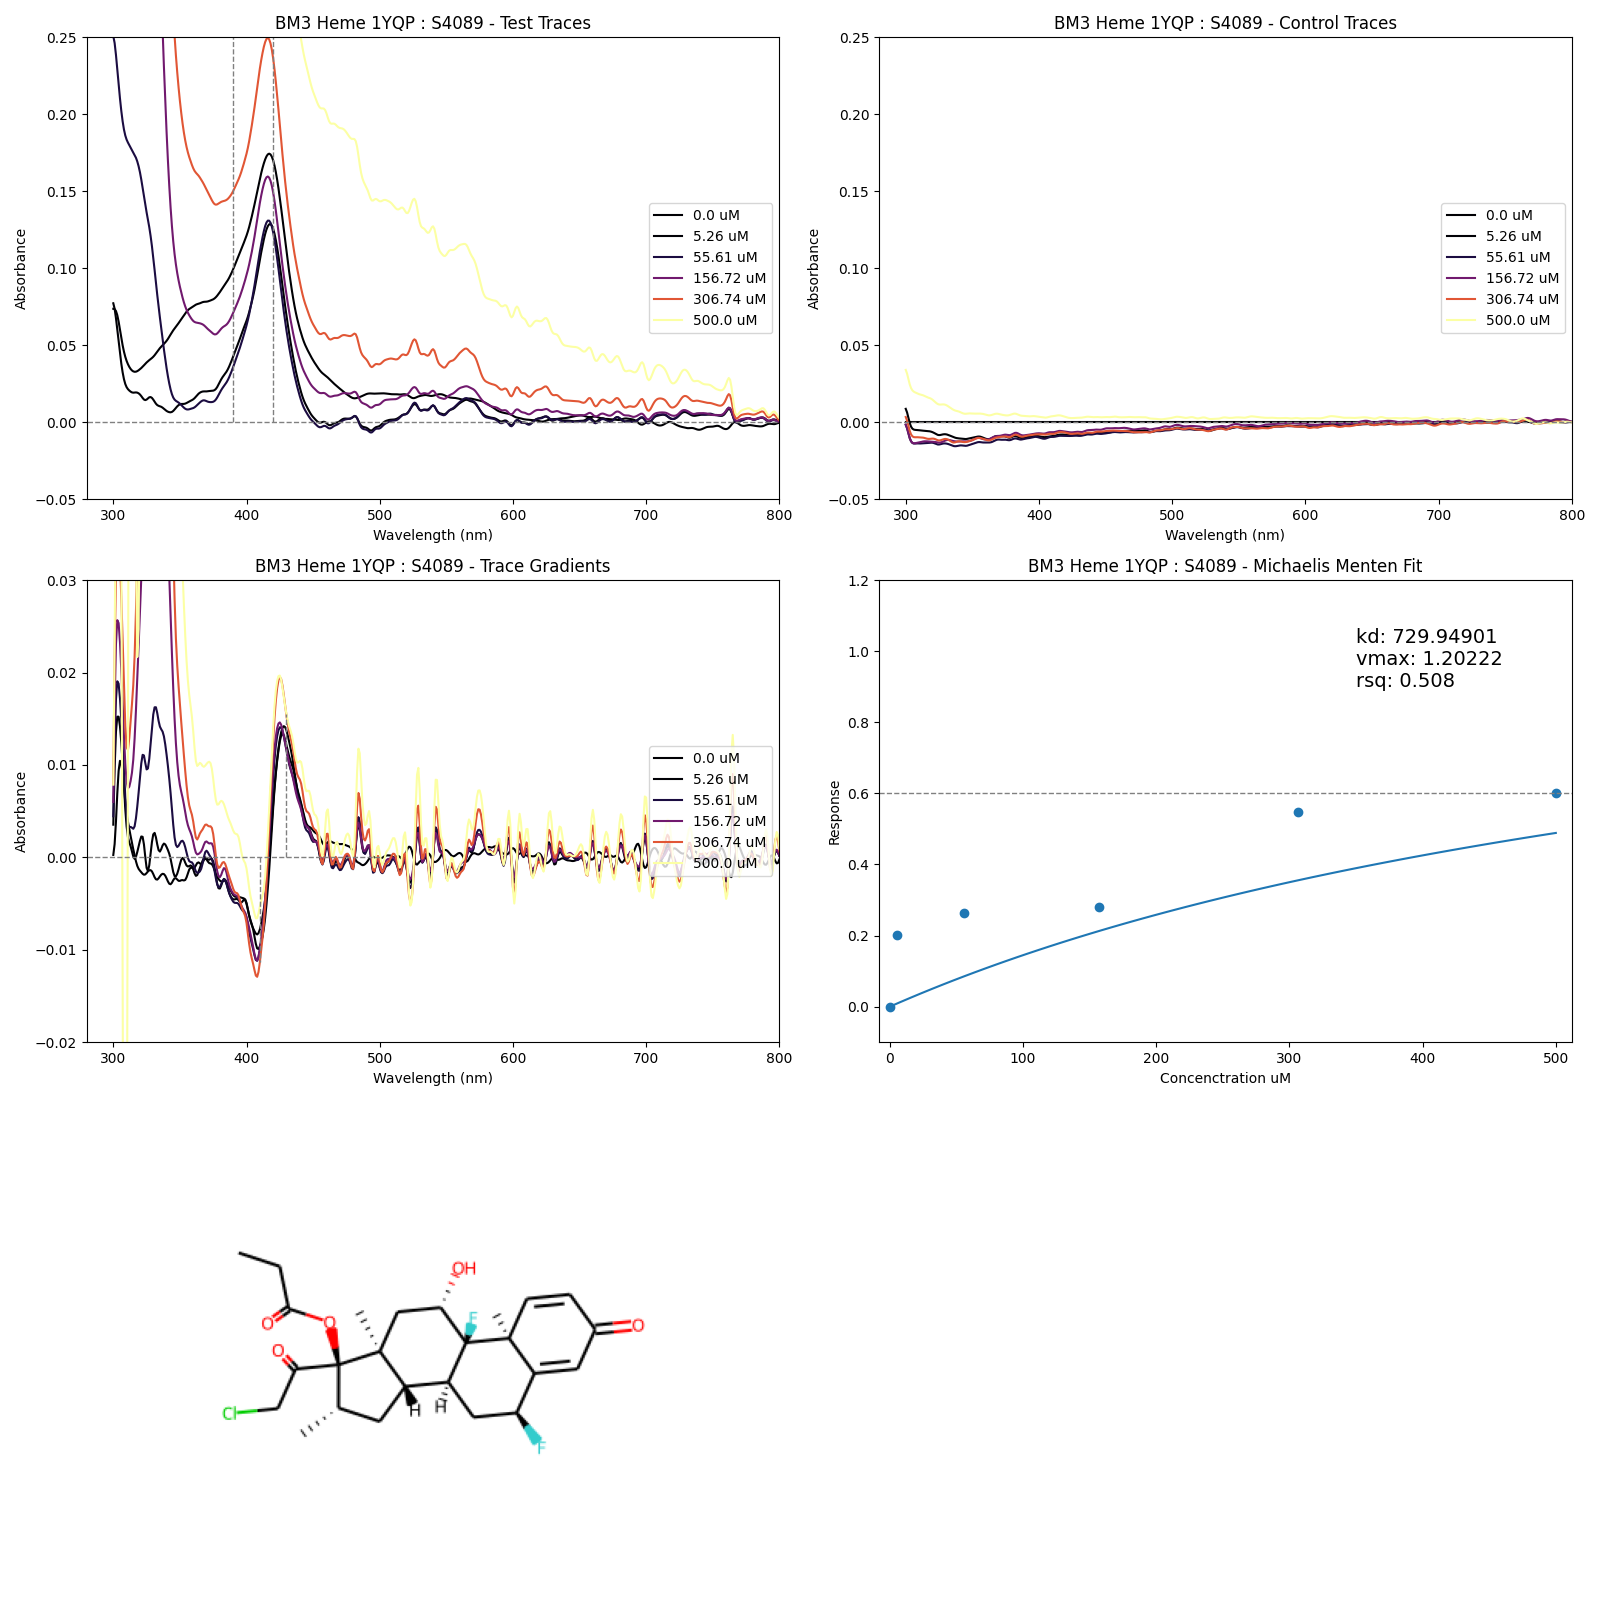 BM3 Heme 1YQP : S4089 - Test Traces
0.25
0.20
0.15
0.10
0.05
0.00
−0.05
Absorbance
0.0 uM
5.26 uM
55.61 uM
156.72 uM
306.74 uM
500.0 uM
300 400 500 600 700 800
Wavelength (nm)
BM3 Heme 1YQP : S4089 - Control Traces
0.25
0.20
0.15
0.10
0.05
0.00
−0.05
Absorbance
0.0 uM
5.26 uM
55.61 uM
156.72 uM
306.74 uM
500.0 uM
300 400 500 600 700 800
Wavelength (nm)
BM3 Heme 1YQP : S4089 - Trace Gradients
0.03
0.02
0.01
0.00
−0.01
−0.02
Absorbance
0.0 uM
5.26 uM
55.61 uM
156.72 uM
306.74 uM
500.0 uM
300 400 500 600 700 800
Wavelength (nm)
BM3 Heme 1YQP : S4089 - Michaelis Menten Fit
1.2
1.0
0.8
0.6
0.4
0.2
0.0
Response
kd: 729.94901
vmax: 1.20222
rsq: 0.508
0 100 200 300 400 500
Concenctration uM
OH
F
O
O
O
O
Cl
H
H
F